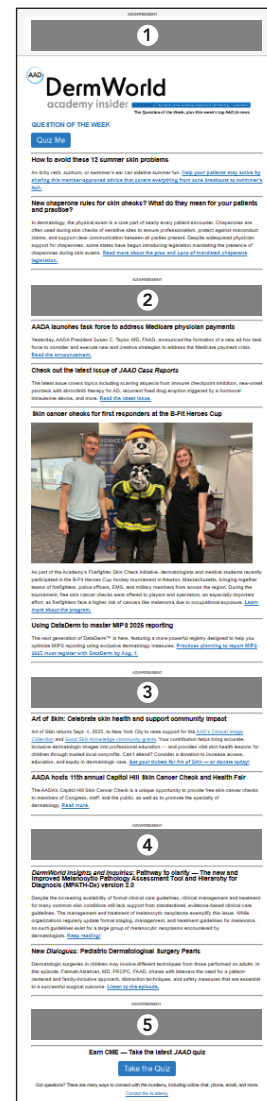 ADVERTISEMENT
1
AAD
DermWorld
academy insider
The Question of the Week, plus this week's top AAD/A news
QUESTION OF THE WEEK
Quiz Me
How to avoid these 12 summer skin problems
An itchy rash, sunburn, or swimmer's ear can sideline summer fun. Help your patients stay active by
sharing this member-approved advice that covers everything from acne breakouts to swimmer's
itch.
New chaperone rules for skin checks? What do they mean for your patients
and practice?
In dermatology, the physical exam is a core part of nearly every patient encounter. Chaperones are
often used during skin checks of sensitive sites to ensure professionalism, protect against misconduct
claims, and support clear communication between all parties present. Despite widespread physician
support for chaperones, some states have begun introducing legislation mandating the presence of
chaperones during skin exams. Read more about the pros and cons of mandated chaperone
legislation.
ADVERTISEMENT
2
AADA launches task force to address Medicare physician payments
Yesterday, AADA President Susan C. Taylor, MD, FAAD, announced the formation of a new ad hoc task
force to consider and execute new and creative strategies to address the Medicare payment crisis.
Read the announcement.
Check out the latest issue of JAAD Case Reports
The latest issue covers topics including scarring alopecia from immune checkpoint inhibition, new-onset
psoriasis with abrocitinib therapy for AD, recurrent fixed drug eruption triggered by a hormonal
intrauterine device, and more. Read the latest issue.
Skin cancer checks for first responders at the B-Fit Heroes Cup
As part of the Academy's Firefighter Skin Check initiative, dermatologists and medical students recently
participated in the B-Fit Heroes Cup hockey tournament in Newton, Massachusetts, bringing together
teams of firefighters, police officers, EMS, and military members from across the region. During the
tournament, free skin cancer checks were offered to players and spectators, an especially important
effort, as firefighters face a higher risk of cancers like melanoma due to occupational exposure. Learn
more about the program.
Using DataDerm to master MIPS 2025 reporting
The next generation of DataDerm™ is here, featuring a more powerful registry designed to help you
optimize MIPS reporting using exclusive dermatology measures. Practices planning to report MIPS
2025 must register with DataDerm by Aug. 1.
ADVERTISEMENT
3
Art of Skin: Celebrate skin health and support community impact
Art of Skin returns Sept. 4, 2025, to New York City to raise support for the AAD's Clinical Image
Collection and Good Skin Knowledge community grants. Your contribution helps bring accurate,
inclusive dermatologic images into professional education — and provides vital skin health lessons for
children through trusted local nonprofits. Can't attend? Consider a donation to increase access,
education, and equity in dermatologic care. Get your tickets for Art of Skin — or donate today!
AADA hosts 11th annual Capitol Hill Skin Cancer Check and Health Fair
The AADA's Capitol Hill Skin Cancer Check is a unique opportunity to provide free skin cancer checks
to members of Congress, staff, and the public, as well as to promote the specialty of
dermatology. Read more.
ADVERTISEMENT
4
DermWorld Insights and Inquiries: Pathway to clarity — The new and
improved Melanocytic Pathology Assessment Tool and Hierarchy for
Diagnosis (MPATH-Dx) version 2.0
Despite the increasing availability of formal clinical care guidelines, clinical management and treatment
for many common skin conditions still lack support from standardized, evidence-based clinical care
guidelines. The management and treatment of melanocytic neoplasms exemplify this issue. While
organizations regularly update formal staging, management, and treatment guidelines for melanoma,
no such guidelines exist for a large group of melanocytic neoplasms encountered by
dermatologists. Keep reading!
New Dialogues: Pediatric Dermatological Surgery Pearls
Dermatologic surgeries in children may involve different techniques from those performed on adults. In
this episode, Fatimah Alzahrani, MD, FRCPC, FAAD, shares with listeners the need for a patient-
centered and family-inclusive approach, distraction techniques, and safety measures that are essential
to a successful surgical outcome. Listen to the episode.
ADVERTISEMENT
5
Earn CME — Take the latest JAAD quiz
Take the Quiz
Got questions? There are many ways to connect with the Academy, including online chat, phone, email, and more.
Contact the Academy.